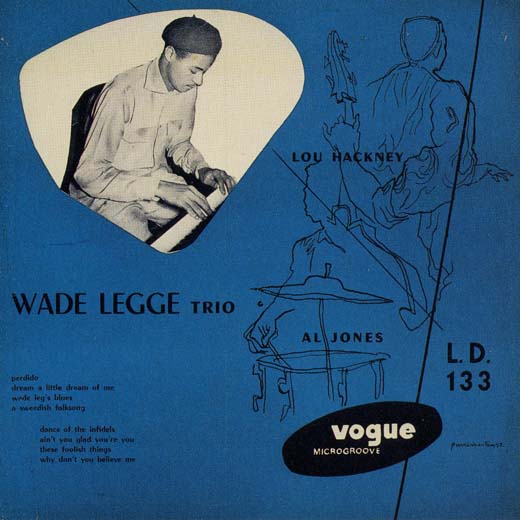 LOU HACKNEY
WADE LEGGE TRIO
AL JONES
L.D.
133
perdido
dream a little dream of me
wade leg's blues
a swedish folksong
dance of the infidels
ain't you glad you're you
these foolish things
why don't you believe me
vogue
MICROGROOVE